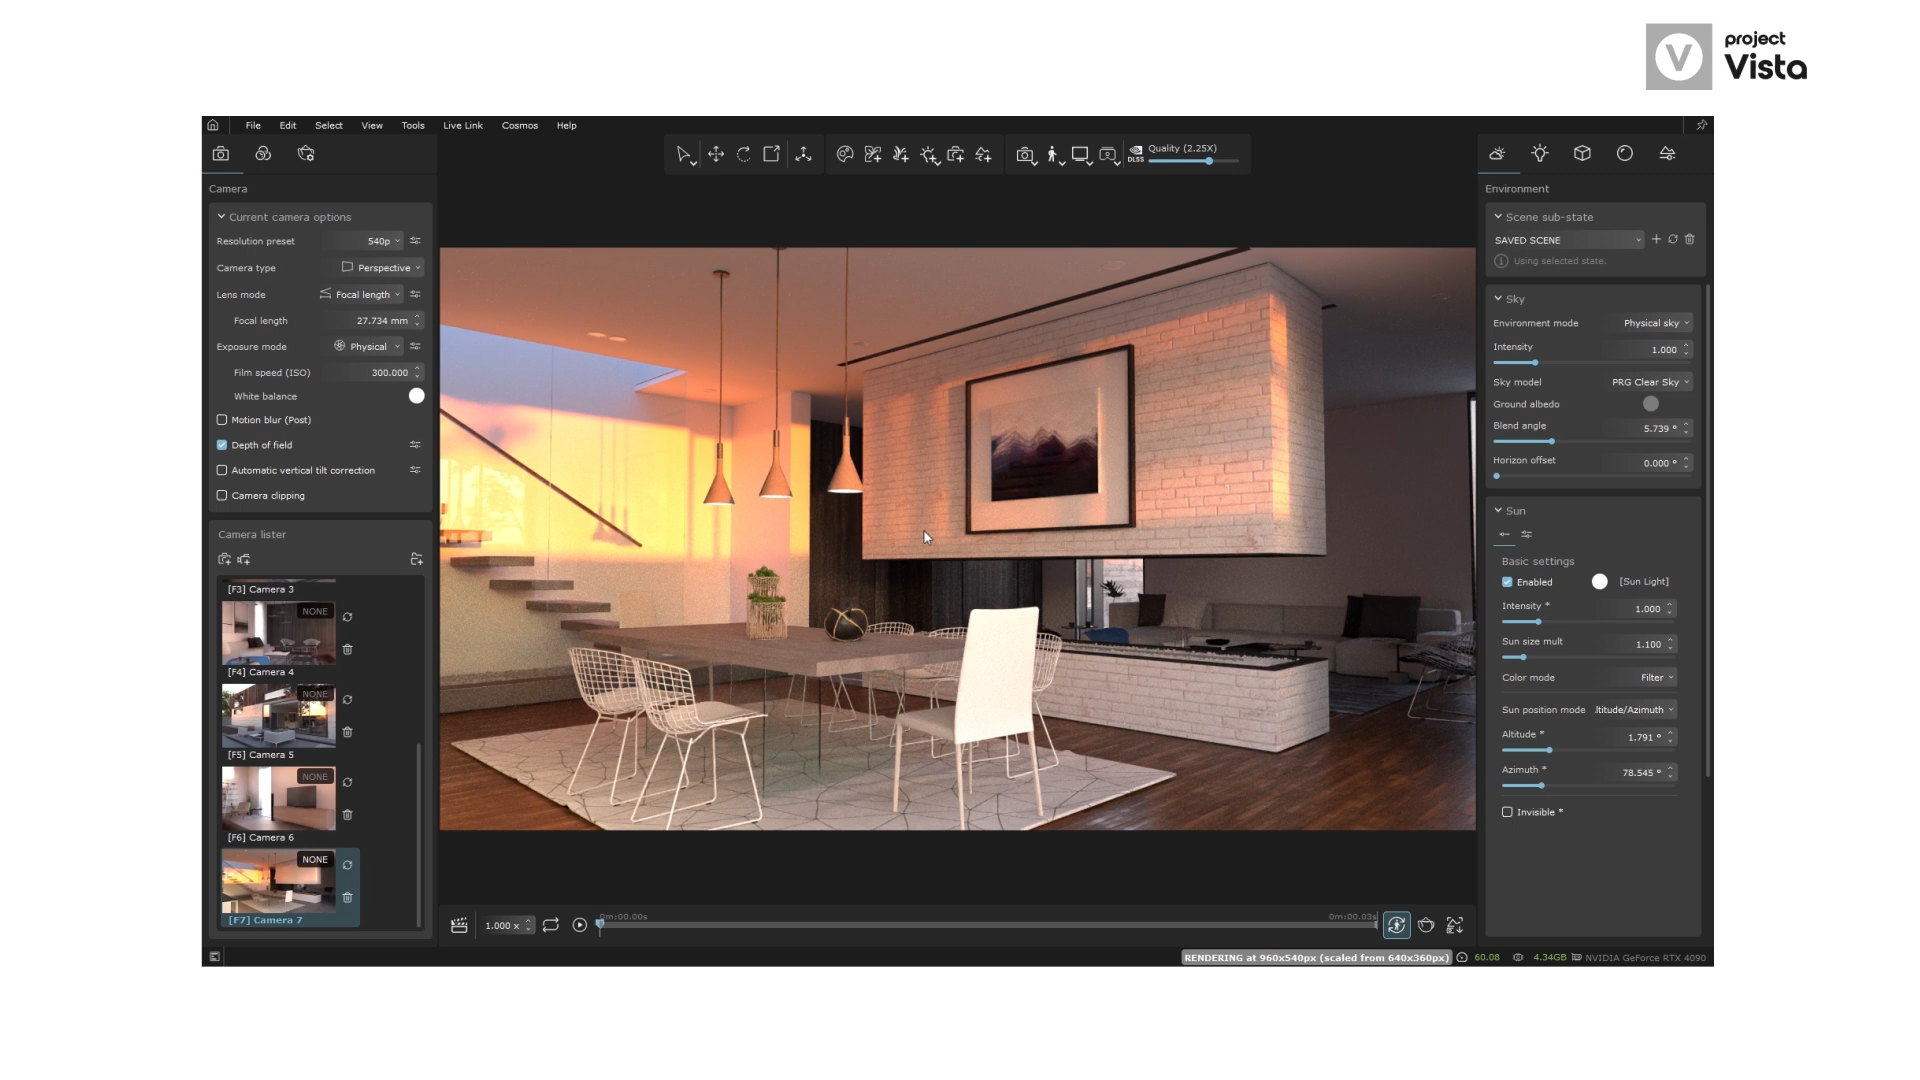 project
Vista
File Edit Select View Tools Live Link Cosmos Help
Quality (2.25X)
DLSS
Camera
Current camera options
Resolution preset 540p
Camera type Perspective
Lens mode Focal length
Focal length 27.734 mm
Exposure mode Physical
Film speed (ISO) 300.000
White balance
Motion blur (Post)
Depth of field
Automatic vertical tilt correction
Camera clipping
Camera lister
[F3] Camera 3
NONE
[F4] Camera 4
NONE
[F5] Camera 5
NONE
[F6] Camera 6
NONE
[F7] Camera 7
1.000 x
0m:00.00s
0m:00.03s
Environment
Scene sub-state
SAVED SCENE
Using selected state.
Sky
Environment mode Physical sky
Intensity 1.000
Sky model PRG Clear Sky
Ground albedo
Blend angle 5.739 °
Horizon offset 0.000 °
Sun
Basic settings
Enabled [Sun Light]
Intensity * 1.000
Sun size mult 1.100
Color mode Filter
Sun position mode ltitude/Azimuth
Altitude * 1.791 °
Azimuth * 78.545 °
Invisible *
RENDERING at 960x540px (scaled from 640x360px) 60.08 4.34GB NVIDIA GeForce RTX 4090